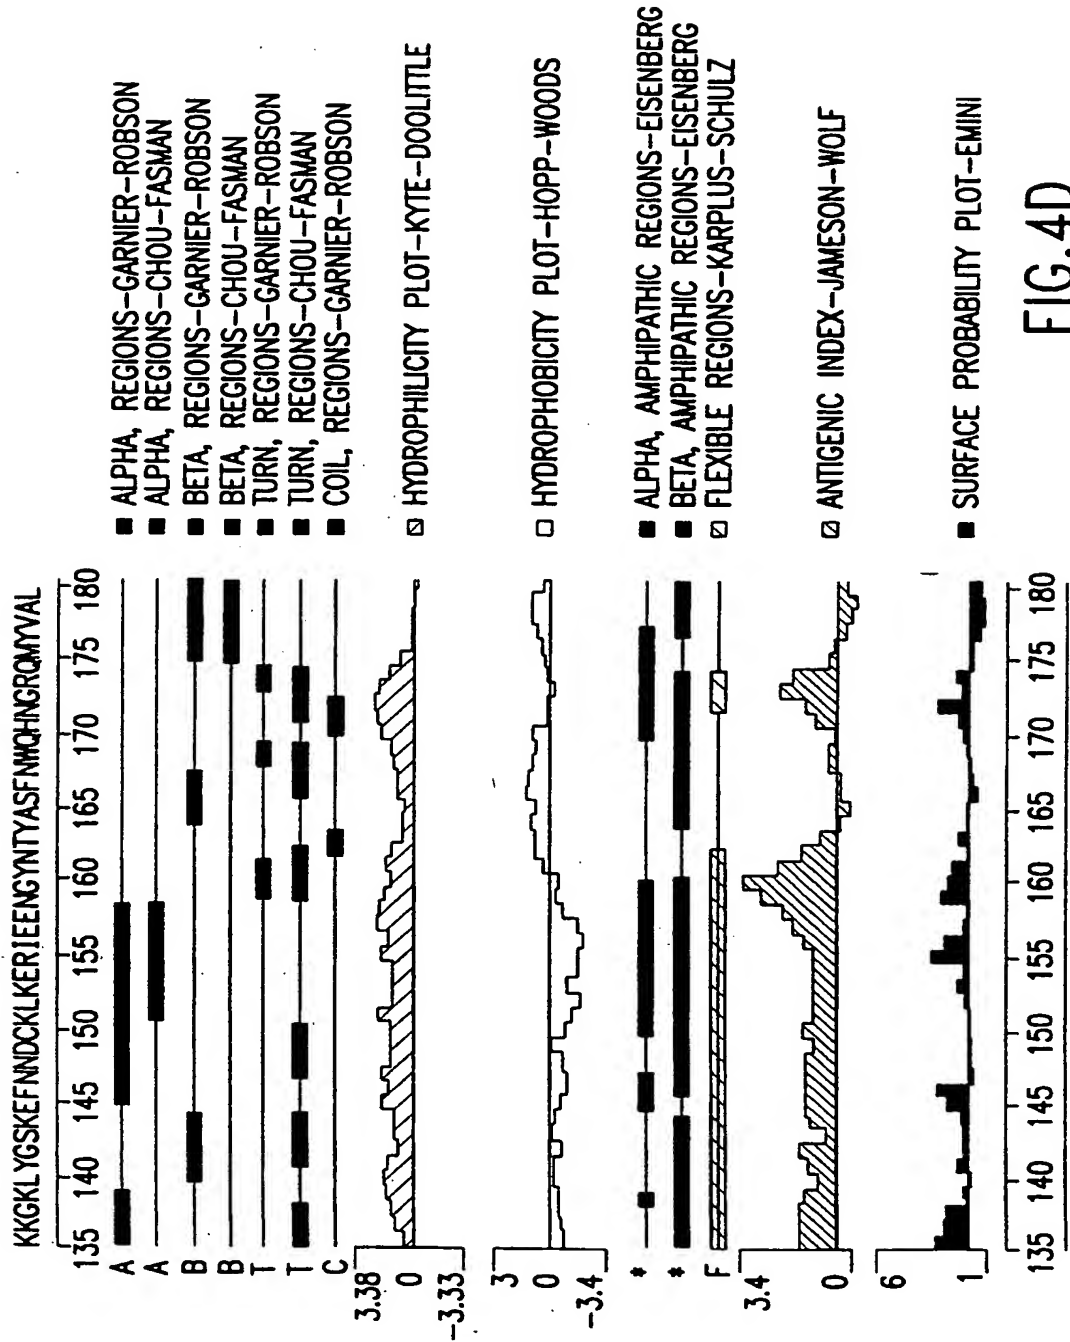 KKGKLYGSKEFNNDCKLKERIEENGYNTYASFNWQHNGRQMYVAL
135 140 145 150 155 160 165 170 175 180
A ■ ALPHA, REGIONS-GARNIER-ROBSON
A ■ ALPHA, REGIONS-CHOU-FASMAN
B ■ BETA, REGIONS-GARNIER-ROBSON
B ■ BETA, REGIONS-CHOU-FASMAN
T ■ TURN, REGIONS-GARNIER-ROBSON
T ■ TURN, REGIONS-CHOU-FASMAN
C ■ COIL, REGIONS-GARNIER-ROBSON
3.38
0
-3.33
HYDROPHILICITY PLOT-KYTE-DOOLITTLE
3
0
-3.4
□ HYDROPHOBICITY PLOT-HOPP-WOODS
* ■ ALPHA, AMPHIPATHIC REGIONS-EISENBERG
* ■ BETA, AMPHIPATHIC REGIONS-EISENBERG
F FLEXIBLE REGIONS-KARPLUS-SCHULZ
3.4
0
ANTIGENIC INDEX-JAMESON-WOLF
6
1
■ SURFACE PROBABILITY PLOT-EMINI
135 140 145 150 155 160 165 170 175 180
FIG.4D